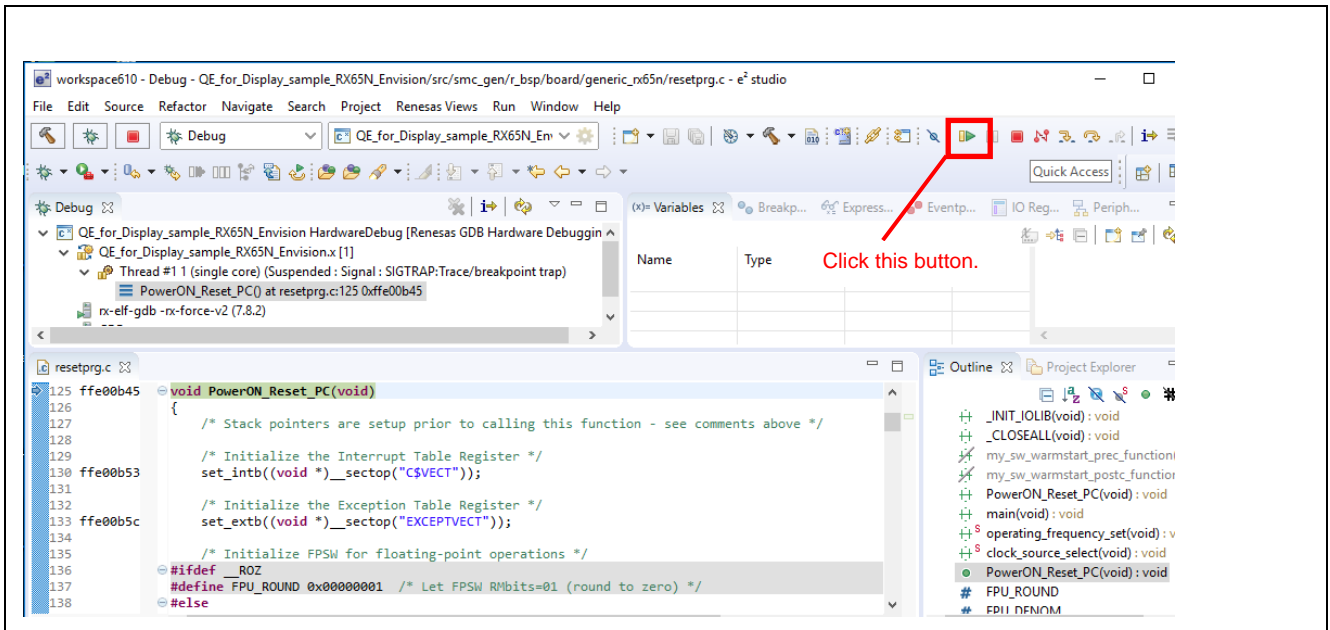 workspace610 - Debug - QE_for_Display_sample_RX65N_Envision/src/smc_gen/r_bsp/board/generic_rx65n/resetprg.c - e² studio
File Edit Source Refactor Navigate Search Project Renesas Views Run Window Help
Debug QE_for_Display_sample_RX65N_En
Quick Access
Debug
(x)= Variables Breakp... Express... Eventp... IO Reg... Periph...
QE_for_Display_sample_RX65N_Envision HardwareDebug [Renesas GDB Hardware Debuggin
QE_for_Display_sample_RX65N_Envision.x [1]
Thread #1 1 (single core) (Suspended : Signal : SIGTRAP:Trace/breakpoint trap)
PowerON_Reset_PC() at resetprg.c:125 0xffe00b45
rx-elf-gdb -rx-force-v2 (7.8.2)
Name Type
Click this button.
resetprg.c
125 ffe00b45 void PowerON_Reset_PC(void)
126 {
127 /* Stack pointers are setup prior to calling this function - see comments above */
128
129 /* Initialize the Interrupt Table Register */
130 ffe00b53 set_intb((void *)__sectop("C$VECT"));
131
132 /* Initialize the Exception Table Register */
133 ffe00b5c set_extb((void *)__sectop("EXCEPTVECT"));
134
135 /* Initialize FPSW for floating-point operations */
136 #ifdef __ROZ
137 #define FPU_ROUND 0x00000001 /* Let FPSW RMbits=01 (round to zero) */
138 #else
Outline Project Explorer
_INIT_IOLIB(void) : void
_CLOSEALL(void) : void
my_sw_warmstart_prec_function(
my_sw_warmstart_postc_function
PowerON_Reset_PC(void) : void
main(void) : void
operating_frequency_set(void) : v
clock_source_select(void) : void
PowerON_Reset_PC(void) : void
# FPU_ROUND
# FPU_DENOM